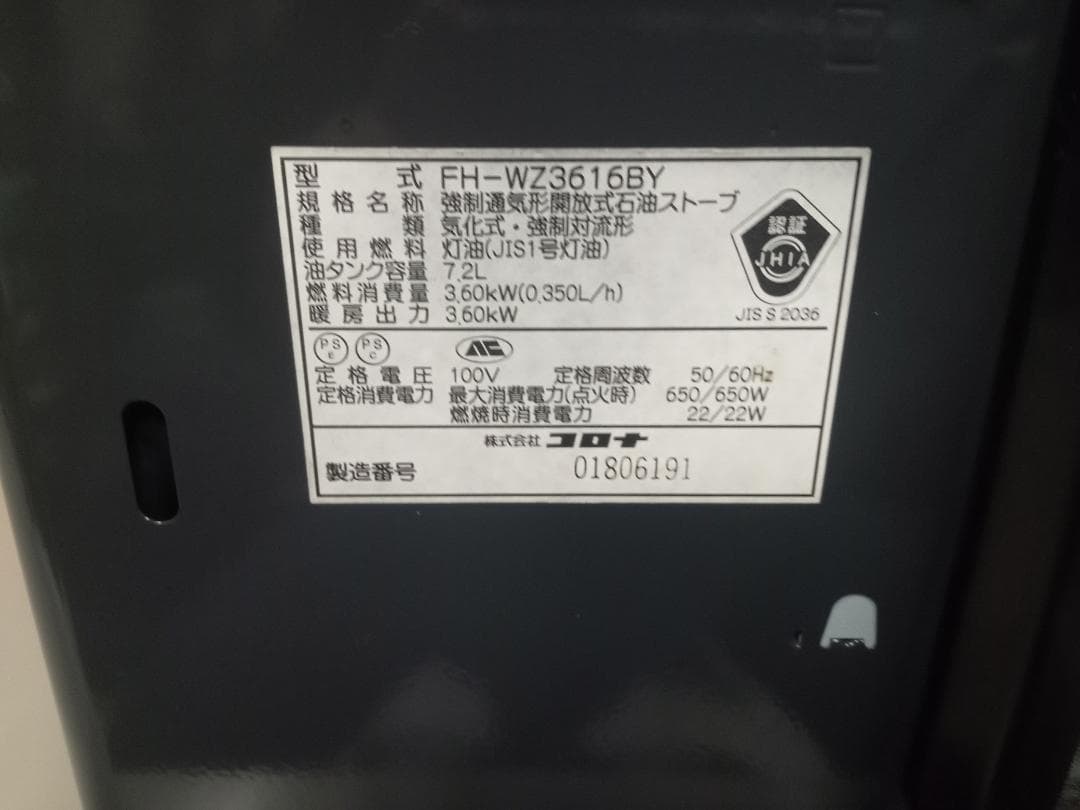 型式 FH-WZ3616BY
規格名称 強制通気形開放式石油ストーブ
種類 気化式・強制対流形
使用燃料 灯油(JIS1号灯油)
油タンク容量 7.2L
燃料消費量 3.60kW(0.350L/h)
暖房出力 3.60kW
認証
JHIA
JIS S 2036
PS E PS C
定格電圧 100V 定格周波数 50/60Hz
定格消費電力 最大消費電力(点火時) 650/650W
燃焼時消費電力 22/22W
株式会社 コロナ
製造番号 01806191